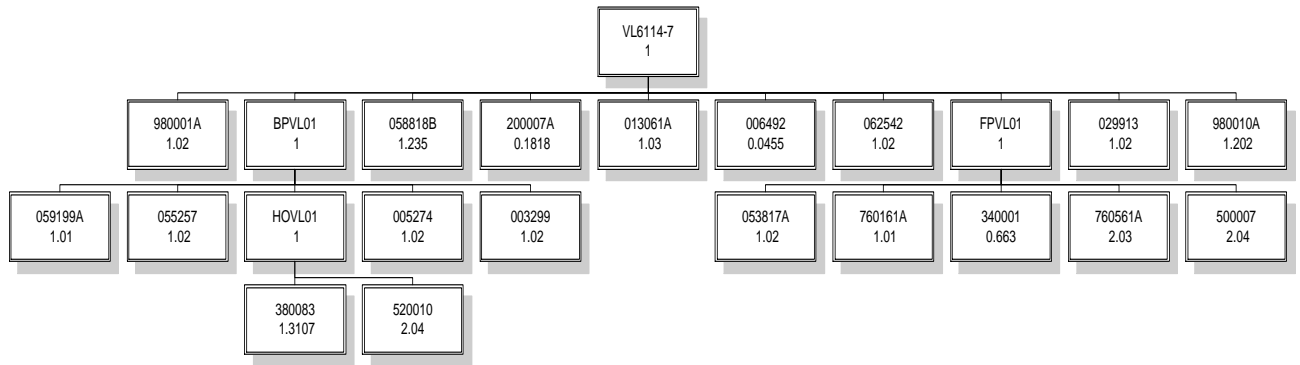 VL6114-7
1
980001A
1.02
BPVL01
1
058818B
1.235
200007A
0.1818
013061A
1.03
006492
0.0455
062542
1.02
FPVL01
1
029913
1.02
980010A
1.202
059199A
1.01
055257
1.02
HOVL01
1
005274
1.02
003299
1.02
053817A
1.02
760161A
1.01
340001
0.663
760561A
2.03
500007
2.04
380083
1.3107
520010
2.04